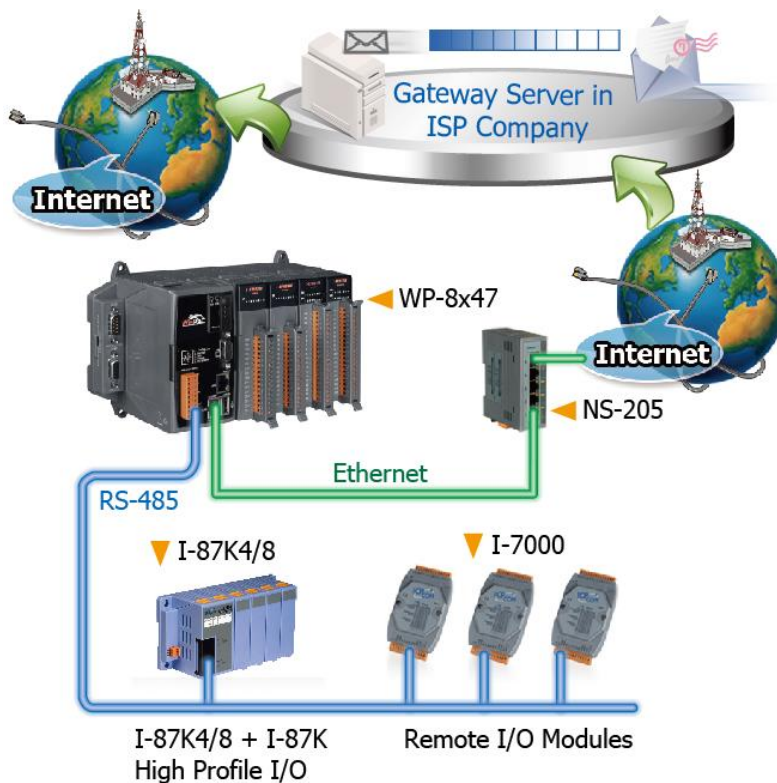 Gateway Server in
ISP Company
Internet
Internet
WP-8x47
NS-205
Ethernet
RS-485
I-87K4/8
I-7000
I-87K4/8 + I-87K
High Profile I/O
Remote I/O Modules